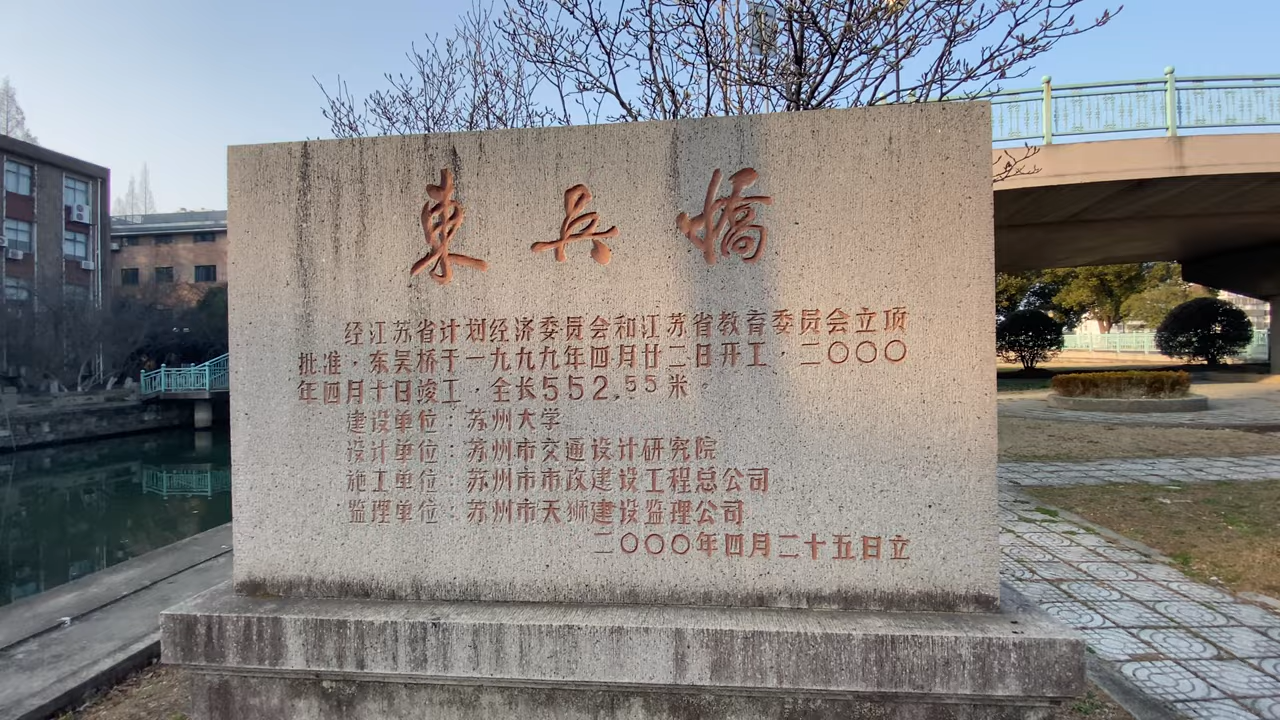 東吴橋
经江苏省计划经济委员会和江苏省教育委员会立项
批准，东吴桥于一九九九年四月廿二日开工，二〇〇〇
年四月十日竣工，全长552.55米。
建设单位：苏州大学
设计单位：苏州市交通设计研究院
施工单位：苏州市市政建设工程总公司
监理单位：苏州市天狮建设监理公司
二〇〇〇年四月二十五日立